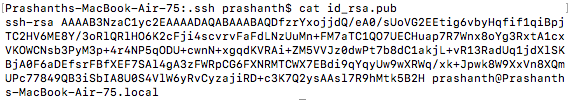 [Prashanths-MacBook-Air-75:.ssh prashanth$ cat id_rsa.pub
ssh-rsa AAAAB3NzaC1yc2EAAAADAQABAAABAQDfzrYxojjdQ/eA0/sUoVG2EEtig6vbyHqfif1qiBpj
TC2HV6ME8Y/3oRlQRlHO6K2cFji4scvrvFaFdLNzUuMn+FM7aTC1QO7UECHuap7R7Wnx8oYg3RxtA1cx
VKOWCNsb3PyM3p+4r4NP5qODU+cwnN+xgqdKVRAi+ZM5VVJz0dwPt7b8dC1akjL+vR13RadUq1jdXlSK
BjA0F6aDEfsrFBfXEF7SAl4gA3zFWRpCG6FXNRMTCWX7EBdi9qYqyUw9wXRWq/xk+Jpwk8W9XxVn8XQm
UPc77849QB3iSbIA8U0S4VlW6yRvCyzajiRD+c3K7Q2ysAAsl7R9hMtk5B2H prashanth@Prashanth
s-MacBook-Air-75.local